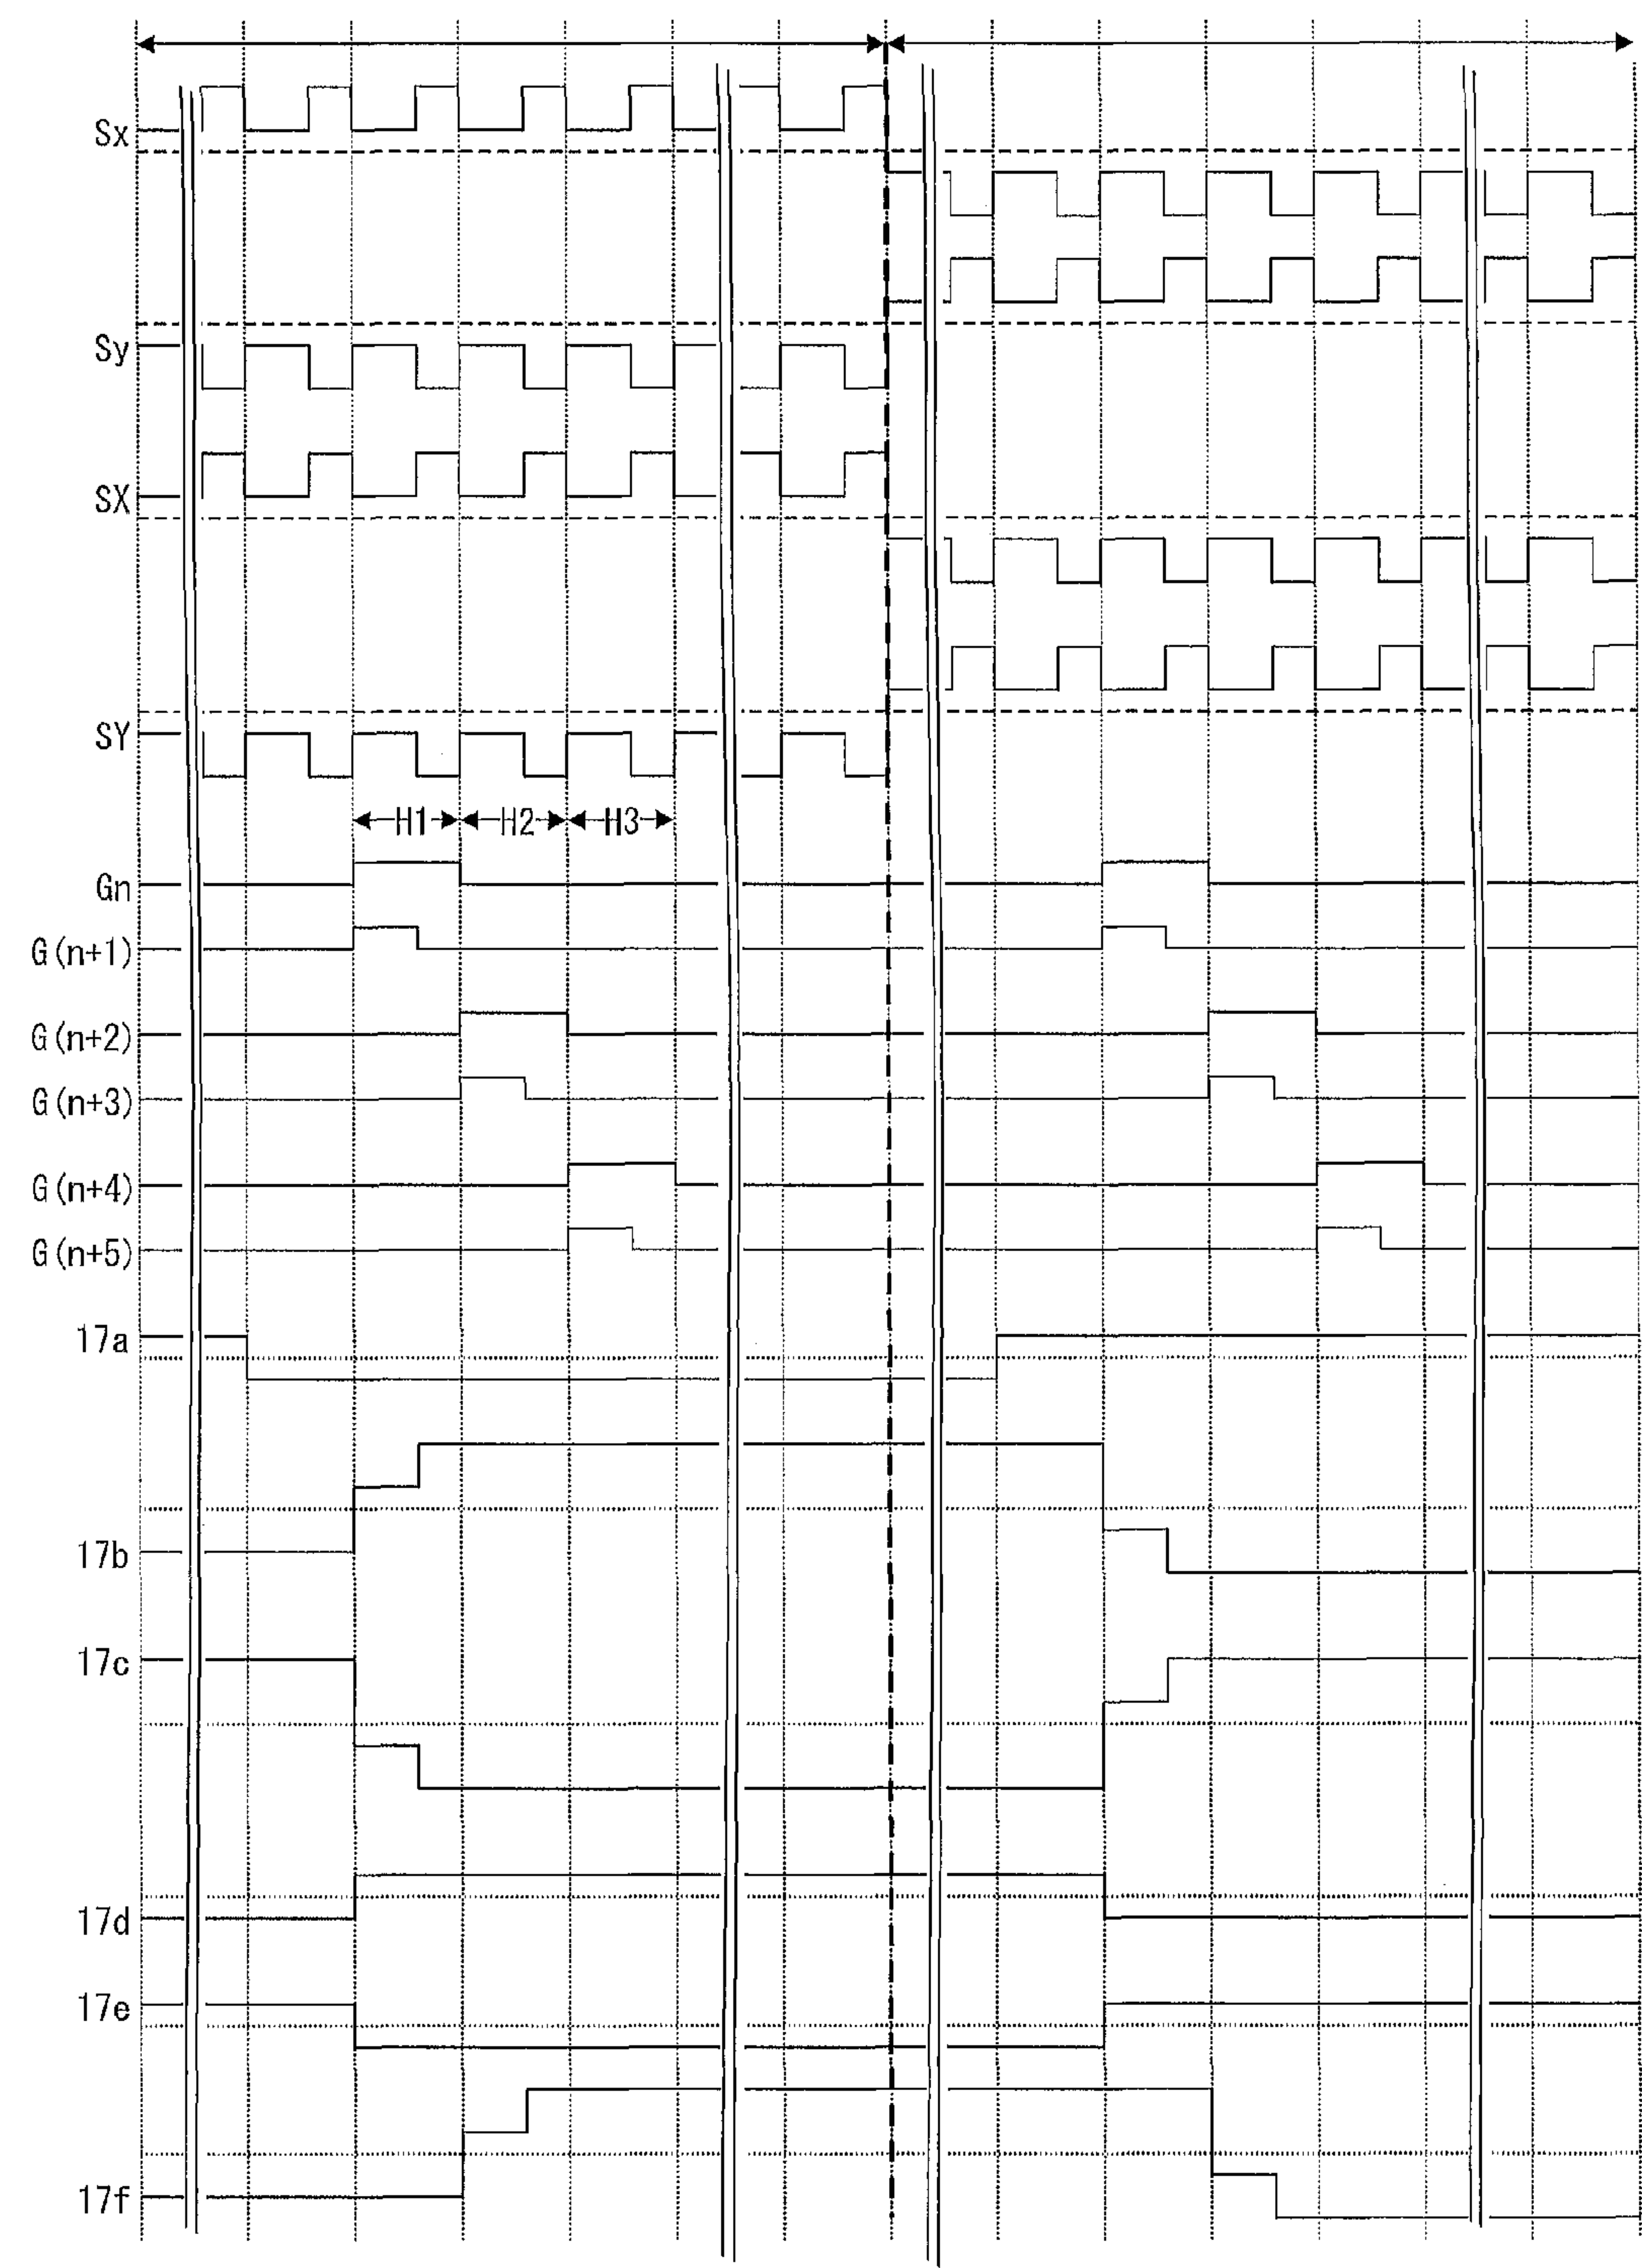 Sx
Sy
SX
SY
H1 H2 H3
Gn
G(n+1)
G(n+2)
G(n+3)
G(n+4)
G(n+5)
17a
17b
17c
17d
17e
17f